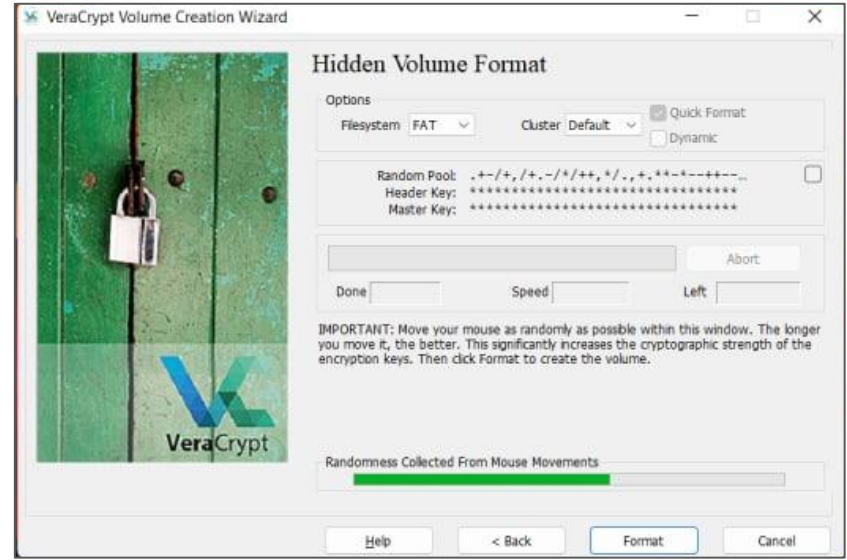 VeraCrypt Volume Creation Wizard
Hidden Volume Format
Options
Filesystem FAT Cluster Default Quick Format
Dynamic
Random Pool: .+-/+,/+.-/*/++,*/.,+.**-*--++--...
Header Key: ********************************
Master Key: ********************************
Abort
Done Speed Left
IMPORTANT: Move your mouse as randomly as possible within this window. The longer
you move it, the better. This significantly increases the cryptographic strength of the
encryption keys. Then click Format to create the volume.
VeraCrypt
Randomness Collected From Mouse Movements
Help < Back Format Cancel